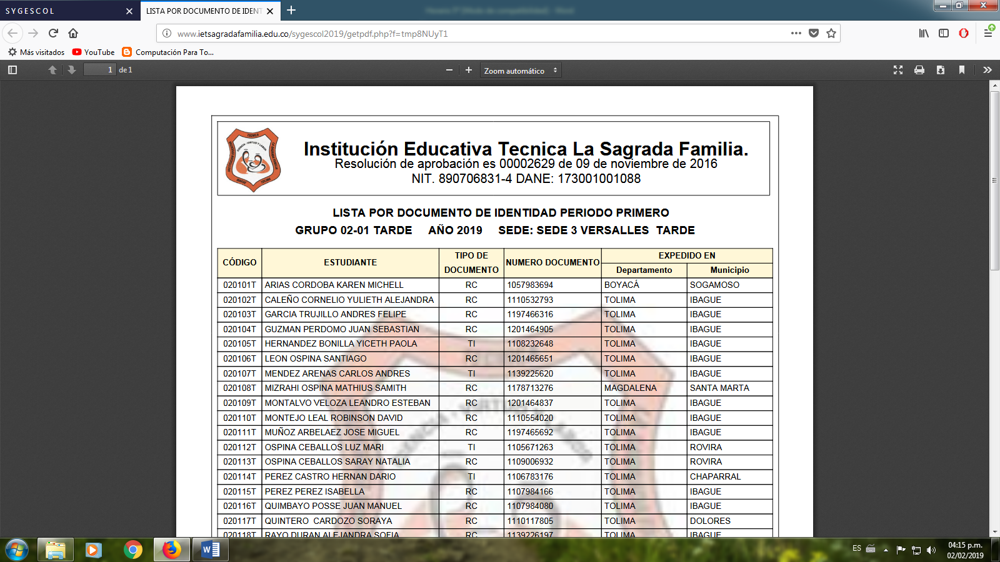 SYGESCOL
LISTA POR DOCUMENTO DE IDENT
www.ietsagradafamilia.edu.co/sygescol2019/getpdf.php?f=tmp8NUyT1
Más visitados YouTube Computación Para To...
1 de 1 Zoom automático
Institución Educativa Tecnica La Sagrada Familia.
Resolución de aprobación es 00002629 de 09 de noviembre de 2016
NIT. 890706831-4 DANE: 173001001088
LISTA POR DOCUMENTO DE IDENTIDAD PERIODO PRIMERO
GRUPO 02-01 TARDE AÑO 2019 SEDE: SEDE 3 VERSALLES TARDE
CÓDIGO ESTUDIANTE TIPO DE DOCUMENTO NUMERO DOCUMENTO EXPEDIDO EN
Departamento Municipio
020101T ARIAS CORDOBA KAREN MICHELL RC 1057983694 BOYACÁ SOGAMOSO
020102T CALEÑO CORNELIO YULIETH ALEJANDRA RC 1110532793 TOLIMA IBAGUE
020103T GARCIA TRUJILLO ANDRES FELIPE RC 1197466316 TOLIMA IBAGUE
020104T GUZMAN PERDOMO JUAN SEBASTIAN RC 1201464905 TOLIMA IBAGUE
020105T HERNANDEZ BONILLA YICETH PAOLA TI 1108232648 TOLIMA IBAGUE
020106T LEON OSPINA SANTIAGO RC 1201465651 TOLIMA IBAGUE
020107T MENDEZ ARENAS CARLOS ANDRES TI 1139225620 TOLIMA IBAGUE
020108T MIZRAHI OSPINA MATHIUS SAMITH RC 1178713276 MAGDALENA SANTA MARTA
020109T MONTALVO VELOZA LEANDRO ESTEBAN RC 1201464837 TOLIMA IBAGUE
020110T MONTEJO LEAL ROBINSON DAVID RC 1110554020 TOLIMA IBAGUE
020111T MUÑOZ ARBELAEZ JOSE MIGUEL RC 1197465692 TOLIMA IBAGUE
020112T OSPINA CEBALLOS LUZ MARI TI 1105671263 TOLIMA ROVIRA
020113T OSPINA CEBALLOS SARAY NATALIA RC 1109006932 TOLIMA ROVIRA
020114T PEREZ CASTRO HERNAN DARIO TI 1106783176 TOLIMA CHAPARRAL
020115T PEREZ PEREZ ISABELLA RC 1107984166 TOLIMA IBAGUE
020116T QUIMBAYO POSSE JUAN MANUEL RC 1107984080 TOLIMA IBAGUE
020117T QUINTERO CARDOZO SORAYA RC 1110117805 TOLIMA DOLORES
020118T RAYO DURAN ALEJANDRA SOFIA RC 1139226197 TOLIMA IBAGUE
ES 04:15 p.m.
02/02/2019